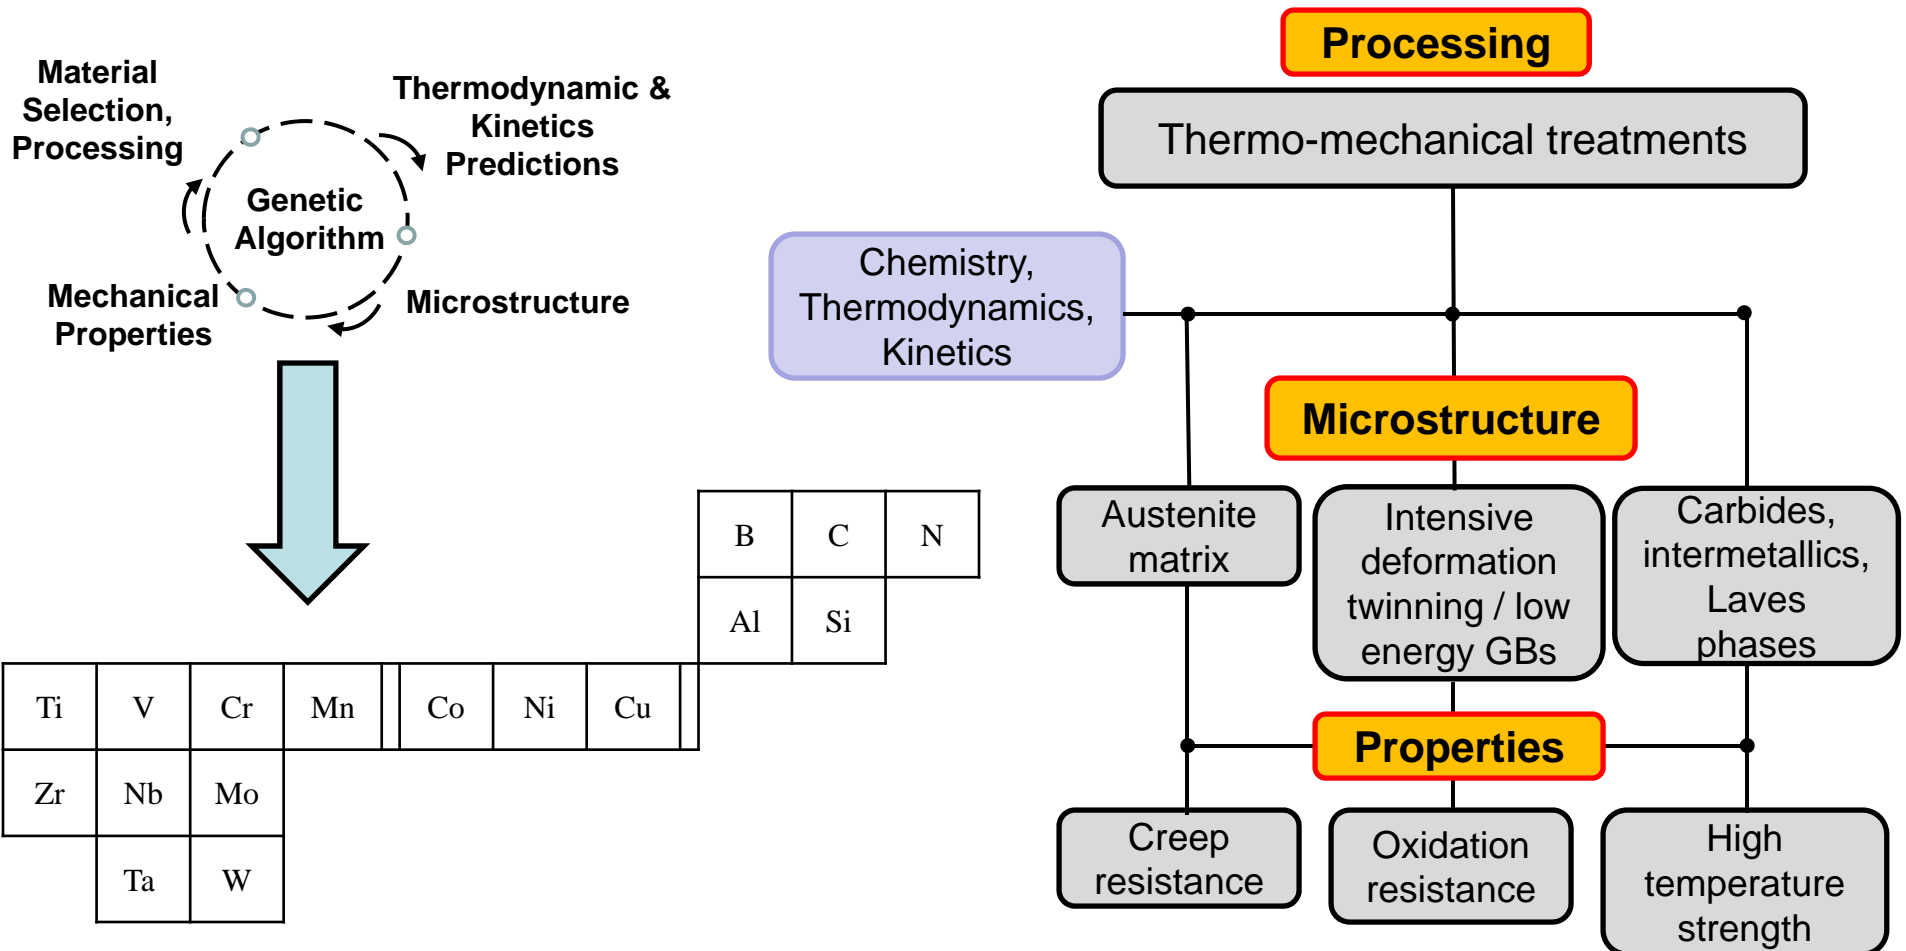 Material
Selection,
Processing
Thermodynamic &
Kinetics
Predictions
Genetic
Algorithm
Mechanical
Properties
Microstructure
B C N
Al Si
Ti V Cr Mn Co Ni Cu
Zr Nb Mo
Ta W
Processing
Thermo-mechanical treatments
Chemistry,
Thermodynamics,
Kinetics
Microstructure
Austenite
matrix
Intensive
deformation
twinning / low
energy GBs
Carbides,
intermetallics,
Laves
phases
Properties
Creep
resistance
Oxidation
resistance
High
temperature
strength